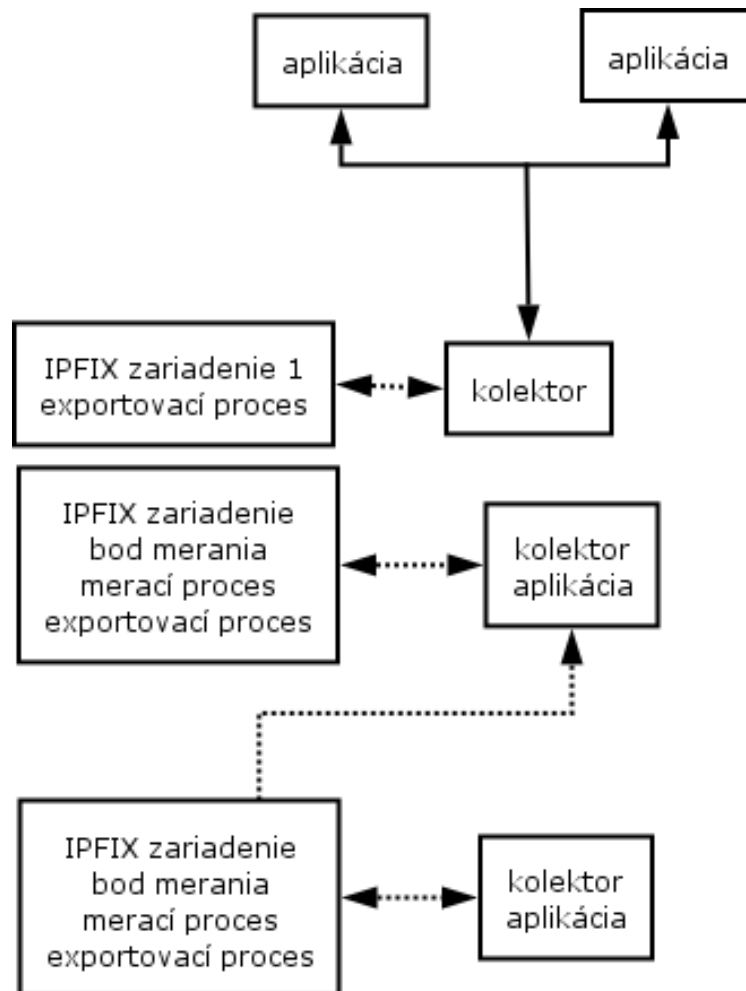 aplikácia
aplikácia
IPFIX zariadenie 1
exportovací proces
kolektor
IPFIX zariadenie
bod merania
merací proces
exportovací proces
kolektor
aplikácia
IPFIX zariadenie
bod merania
merací proces
exportovací proces
kolektor
aplikácia